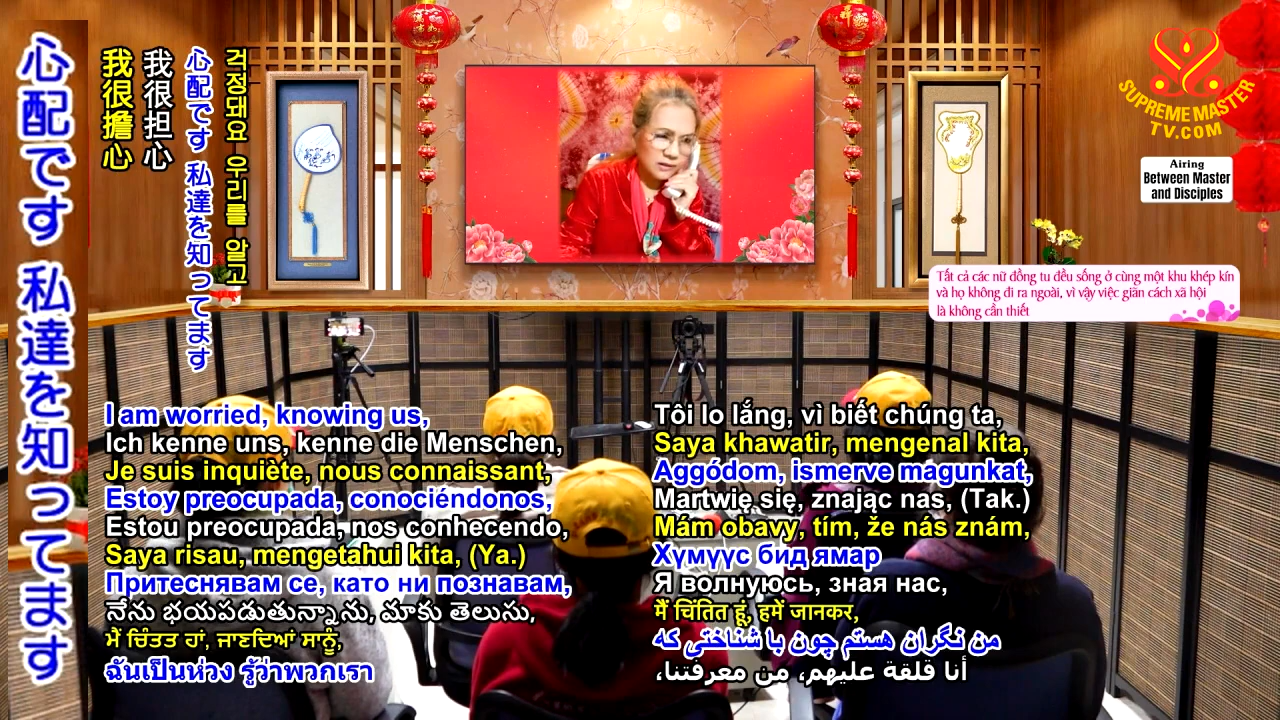 心配です 私達を知ってます
我很擔心
我很担心
心配です 私達を知ってます
걱정돼요 우리를 알고
SUPREME MASTER
TV.COM
Airing
Between Master
and Disciples
Tất cả các nữ đồng tu đều sống ở cùng một khu khép kín
và họ không đi ra ngoài, vì vậy việc giãn cách xã hội
là không cần thiết
I am worried, knowing us,
Ich kenne uns, kenne die Menschen,
Je suis inquiète, nous connaissant,
Estoy preocupada, conociéndonos,
Estou preocupada, nos conhecendo,
Saya risau, mengetahui kita, (Ya.)
Притеснявам се, като ни познавам,
నేను భయపడుతున్నాను, మాకు తెలుసు,
ਮੈਂ ਚਿੰਤਤ ਹਾਂ, ਜਾਣਦਿਆਂ ਸਾਨੂੰ,
ฉันเป็นห่วง รู้ว่าพวกเรา
Tôi lo lắng, vì biết chúng ta,
Saya khawatir, mengenal kita,
Aggódom, ismerve magunkat,
Martwię się, znając nas, (Tak.)
Mám obavy, tím, že nás znám,
Хүмүүс бид ямар
Я волнуюсь, зная нас,
मैं चिंतित हूं, हमें जानकर,
من نگران هستم چون با شناختی که
أنا قلقة عليهم، من معرفتنا،